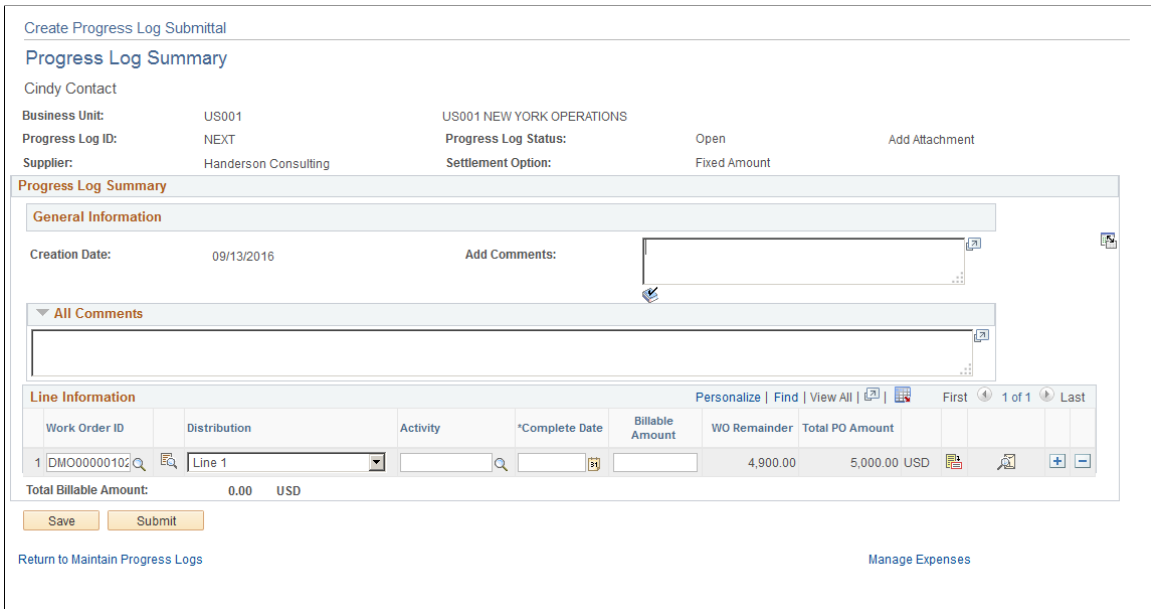 Create Progress Log Submittal
Progress Log Summary
Cindy Contact
Business Unit: US001 US001 NEW YORK OPERATIONS
Progress Log ID: NEXT Progress Log Status: Open Add Attachment
Supplier: Handerson Consulting Settlement Option: Fixed Amount
Progress Log Summary
General Information
Creation Date: 09/13/2016 Add Comments:
All Comments
Line Information Personalize | Find | View All | | First 1 of 1 Last
Work Order ID Distribution Activity *Complete Date Billable Amount WO Remainder Total PO Amount
1 DMO00000102 Line 1 4,900.00 5,000.00 USD
Total Billable Amount: 0.00 USD
Save Submit
Return to Maintain Progress Logs Manage Expenses